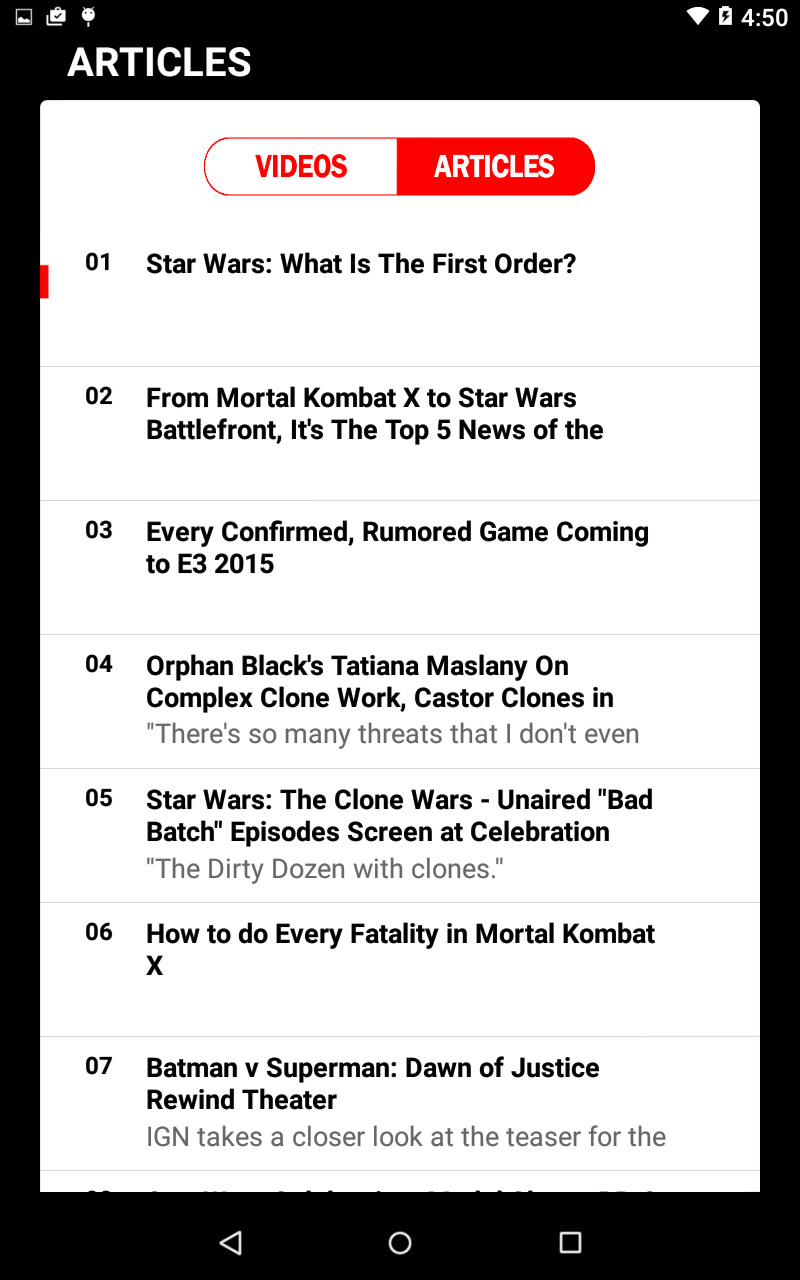 4:50
ARTICLES
VIDEOS
ARTICLES
01
Star Wars: What Is The First Order?
02
From Mortal Kombat X to Star Wars
Battlefront, It's The Top 5 News of the
03
Every Confirmed, Rumored Game Coming
to E3 2015
04
Orphan Black's Tatiana Maslany On
Complex Clone Work, Castor Clones in
"There's so many threats that I don't even
05
Star Wars: The Clone Wars - Unaired "Bad
Batch" Episodes Screen at Celebration
"The Dirty Dozen with clones."
06
How to do Every Fatality in Mortal Kombat
X
07
Batman v Superman: Dawn of Justice
Rewind Theater
IGN takes a closer look at the teaser for the